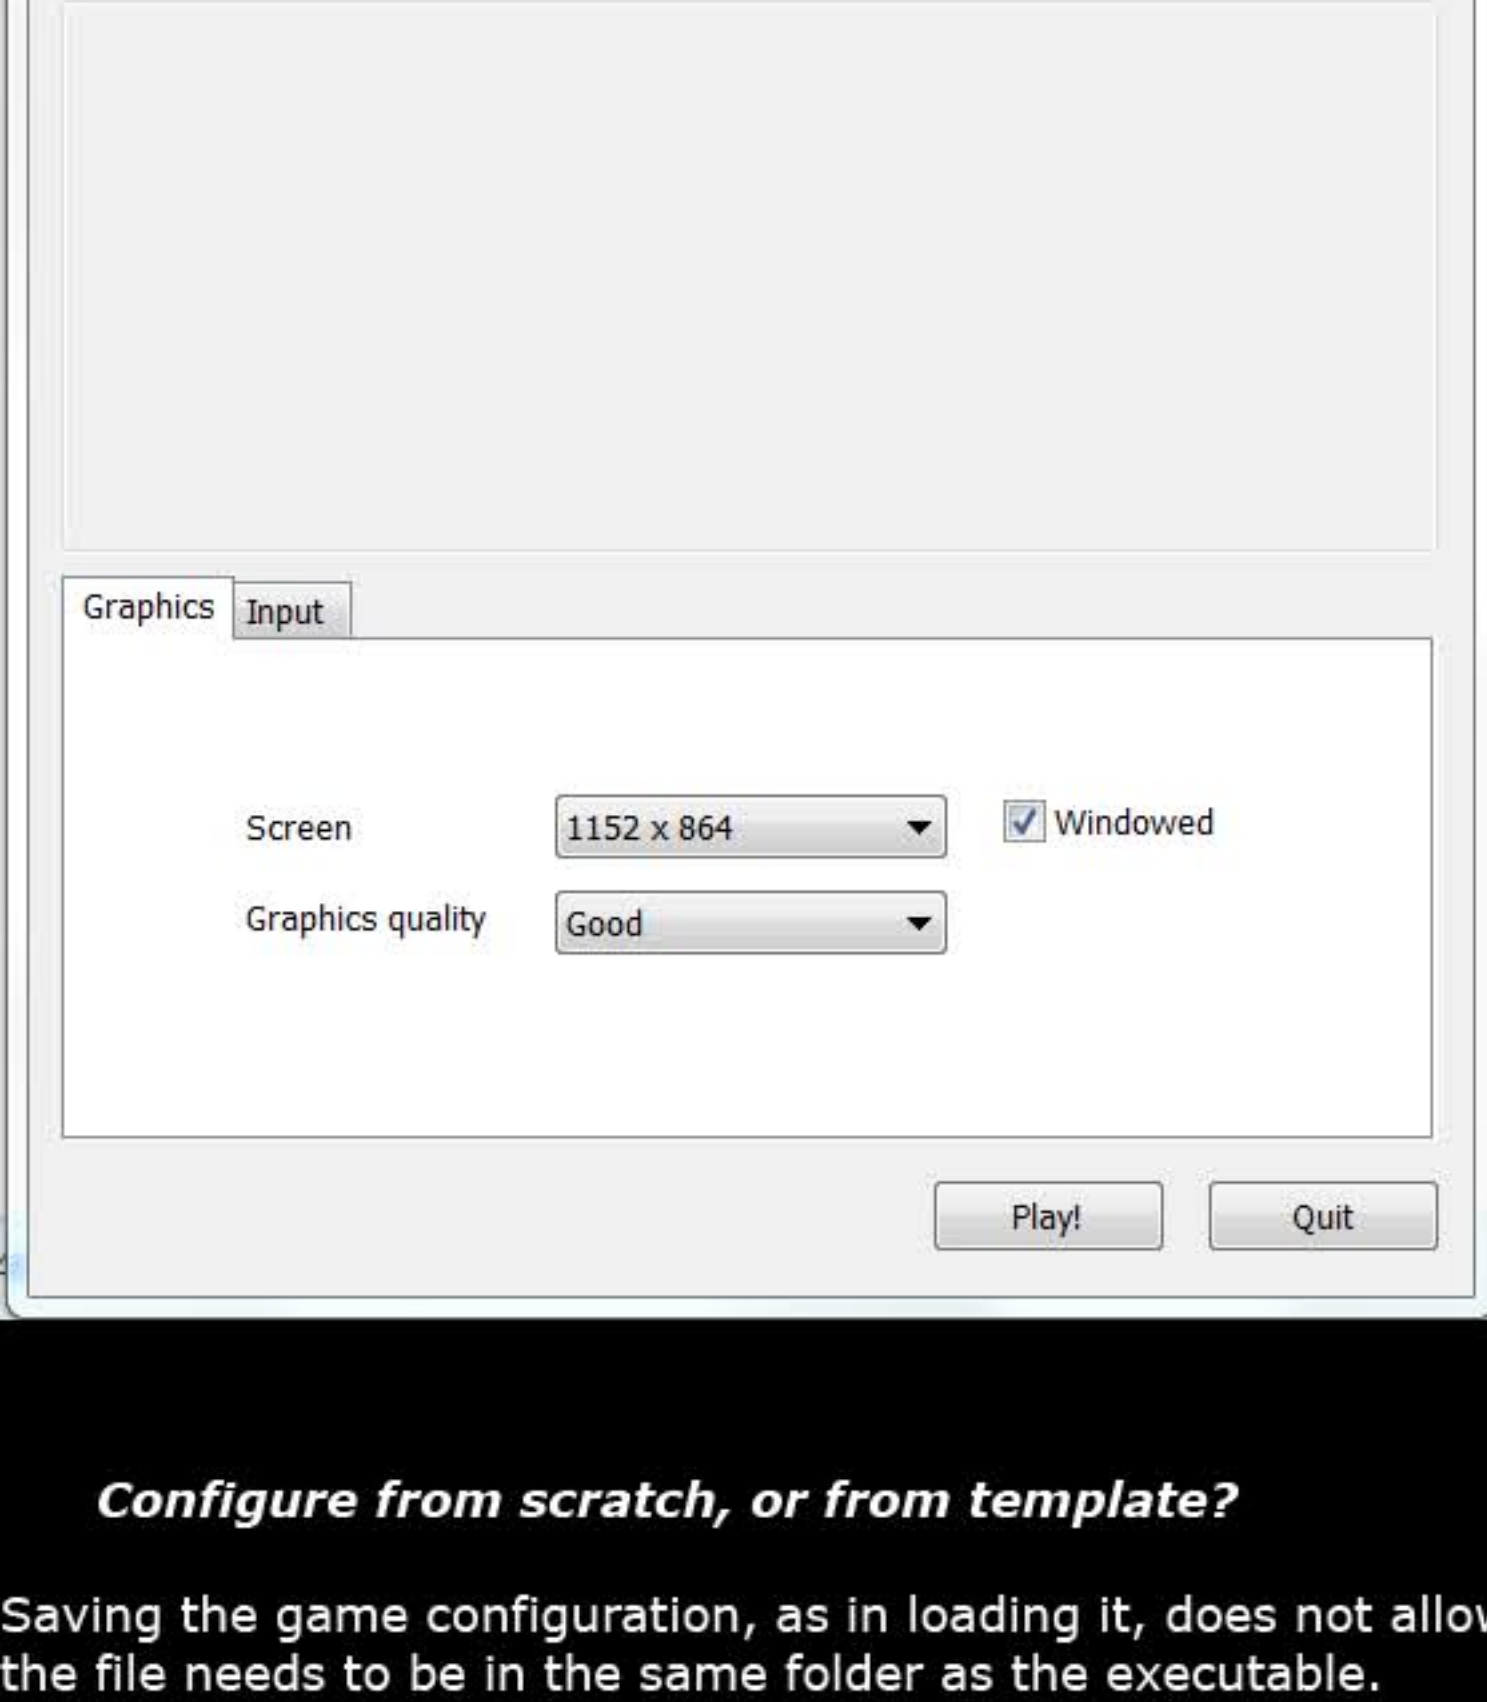 Graphics Input
Screen 1152 x 864 Windowed
Graphics quality Good
Play! Quit
Configure from scratch, or from template?
Saving the game configuration, as in loading it, does not
the file needs to be in the same folder as the executable.